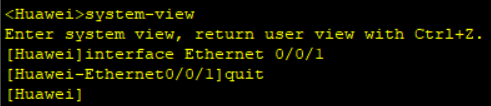 <Huawei>system-view
Enter system view, return user view with Ctrl+Z.
[Huawei]interface Ethernet 0/0/1
[Huawei-Ethernet0/0/1]quit
[Huawei]